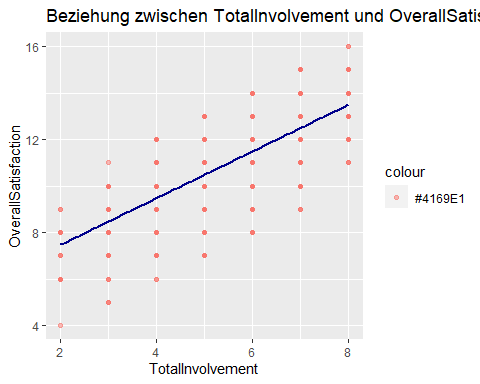 Beziehung zwischen TotalInvolvement und OverallSatis
16
12
8
4
OverallSatisfaction
2
4
6
8
TotalInvolvement
colour
#4169E1